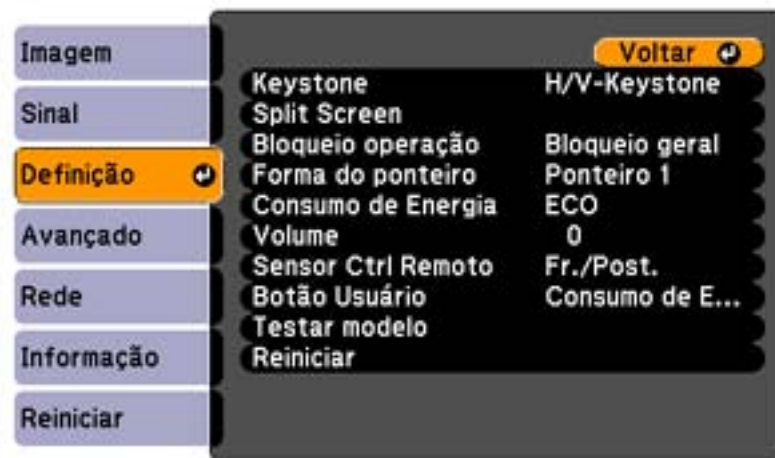 Imagem
Sinal
Definição
Avançado
Rede
Informação
Reiniciar
Voltar
Keystone H/V-Keystone
Split Screen
Bloqueio operação Bloqueio geral
Forma do ponteiro Ponteiro 1
Consumo de Energia ECO
Volume 0
Sensor Ctrl Remoto Fr./Post.
Botão Usuário Consumo de E...
Testar modelo
Reiniciar